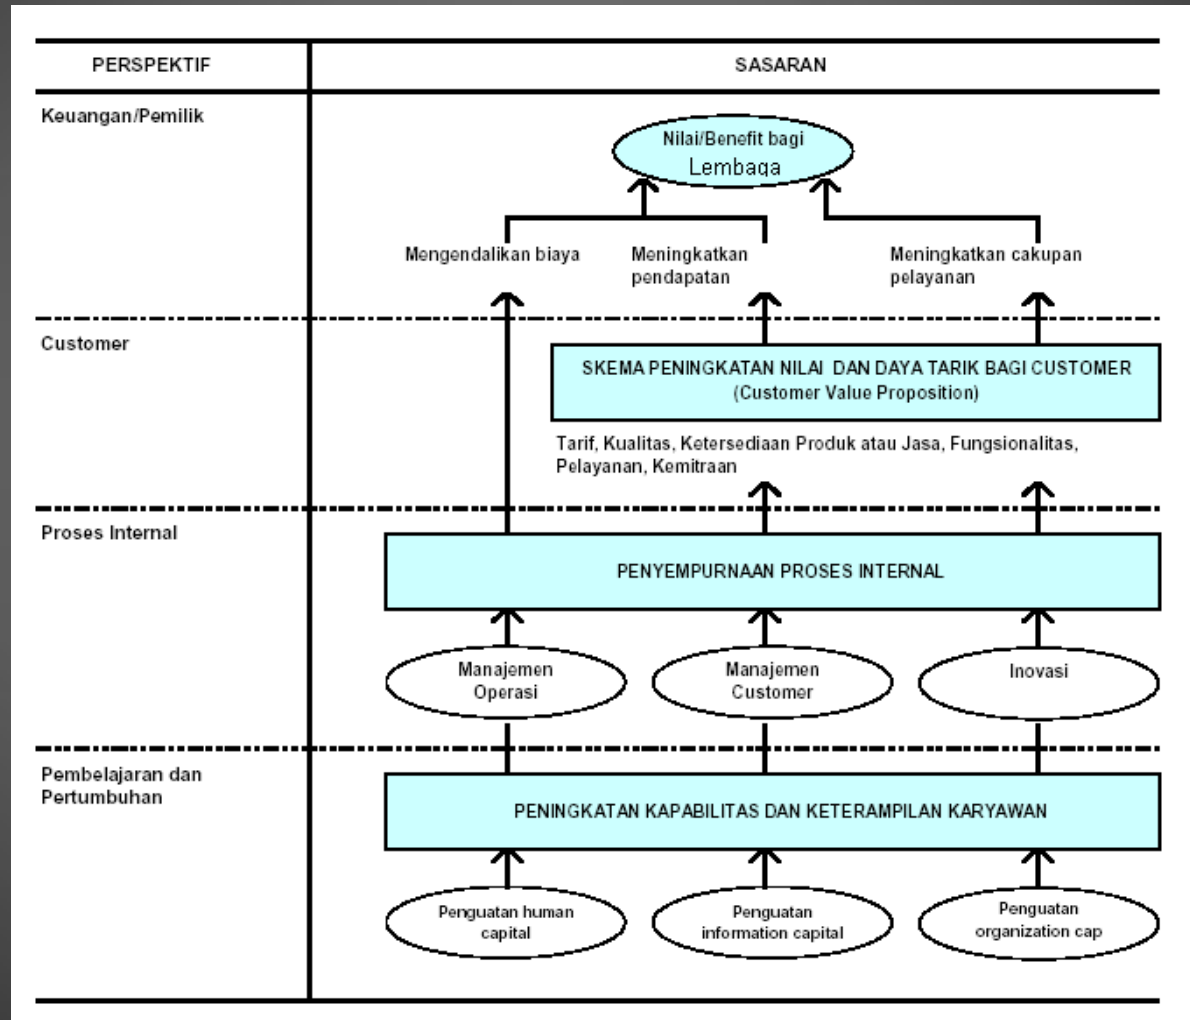 PERSPEKTIF
SASARAN
Keuangan/Pemilik
Nilai/Benefit bagi
Lembaga
Mengendalikan biaya
Meningkatkan
pendapatan
Meningkatkan cakupan
pelayanan
Customer
SKEMA PENINGKATAN NILAI DAN DAYA TARIK BAGI CUSTOMER
(Customer Value Proposition)
Tarif, Kualitas, Ketersediaan Produk atau Jasa, Fungsionalitas,
Pelayanan, Kemitraan
Proses Internal
PENYEMPURNAAN PROSES INTERNAL
Manajemen
Operasi
Manajemen
Customer
Inovasi
Pembelajaran dan
Pertumbuhan
PENINGKATAN KAPABILITAS DAN KETERAMPILAN KARYAWAN
Penguatan human
capital
Penguatan
information capital
Penguatan
organization cap